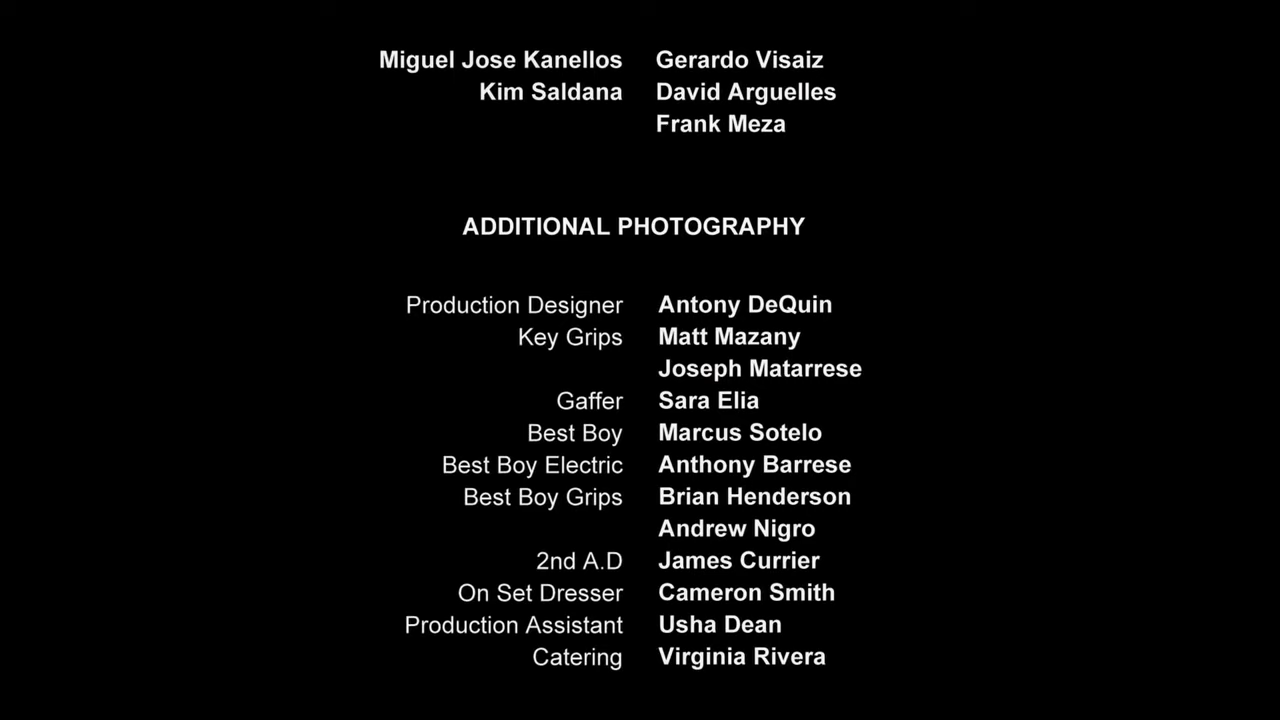 Miguel Jose Kanellos Gerardo Visaiz
Kim Saldana David Arguelles
Frank Meza
ADDITIONAL PHOTOGRAPHY
Production Designer Antony DeQuin
Key Grips Matt Mazany
Joseph Matarrese
Gaffer Sara Elia
Best Boy Marcus Sotelo
Best Boy Electric Anthony Barrese
Best Boy Grips Brian Henderson
Andrew Nigro
2nd A.D James Currier
On Set Dresser Cameron Smith
Production Assistant Usha Dean
Catering Virginia Rivera